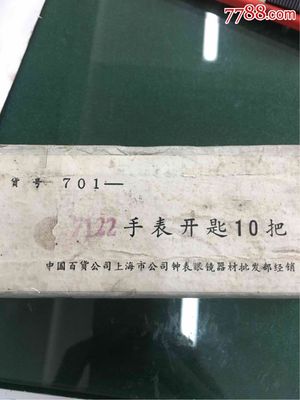 7788.com
货号 701—
7122 手表开匙10把
中国百貨公司上海市公司钟表眼镜器材批发部经销